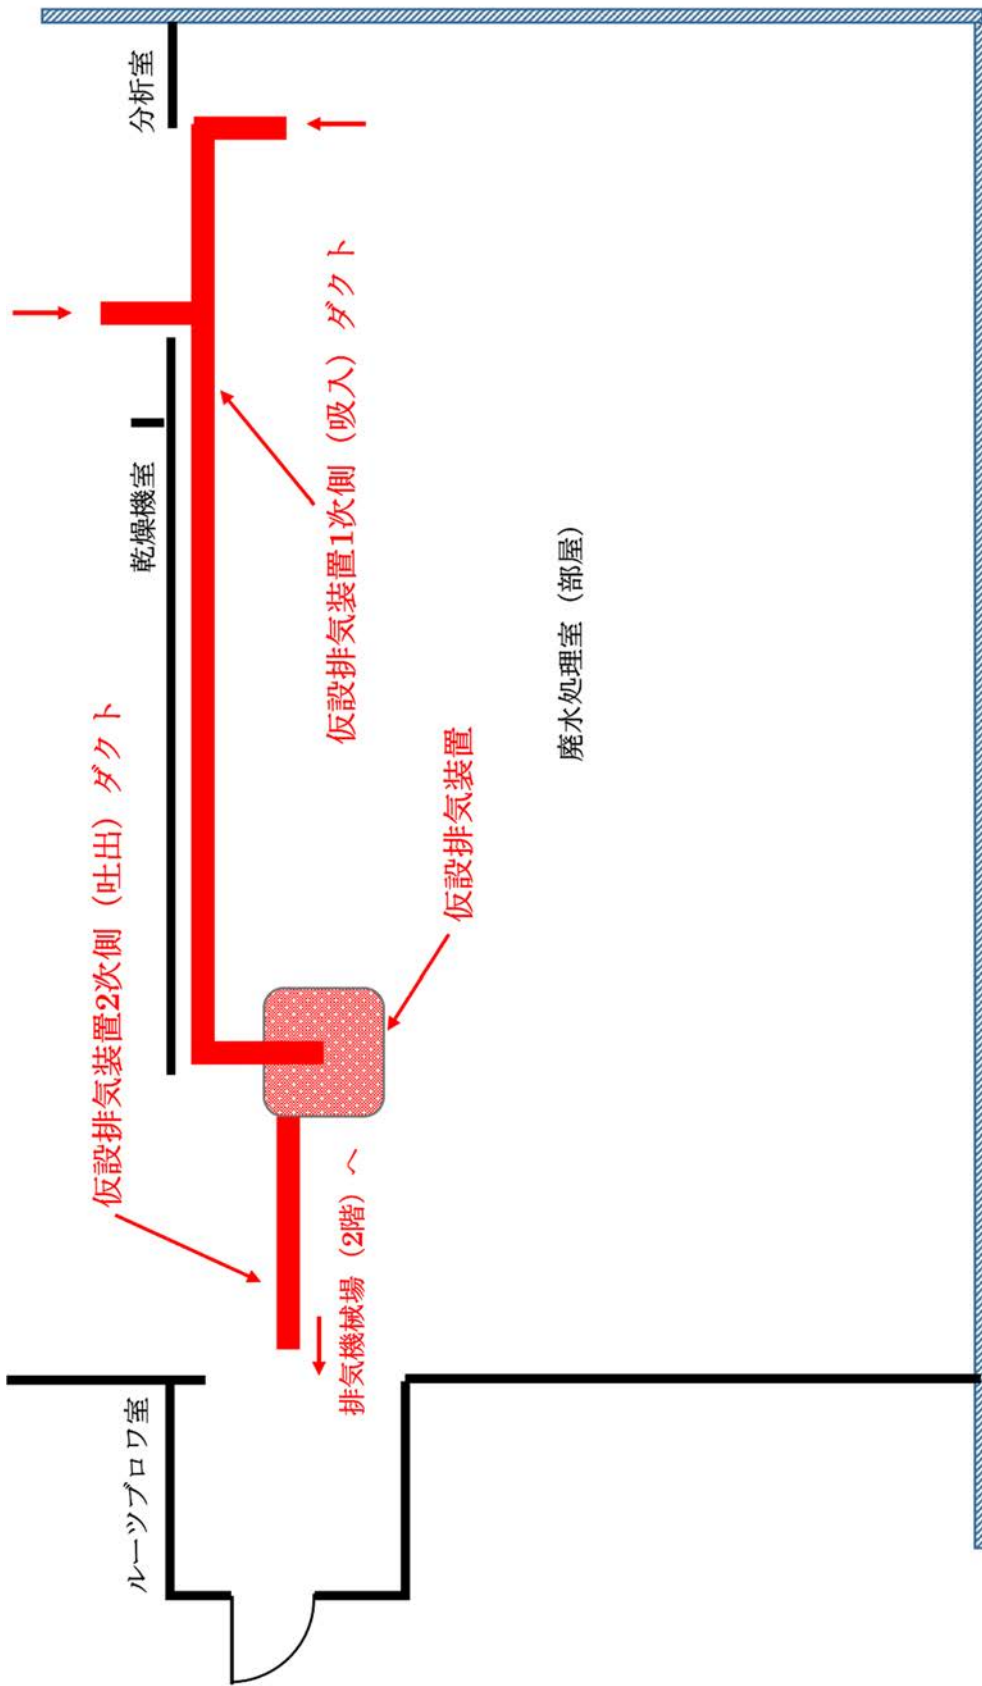 分析室
乾燥機室
ルーツブロワ室
仮設排気装置2次側（吐出）ダクト
仮設排気装置1次側（吸入）ダクト
仮設排気装置
排気機械場（2階）へ
廃水処理室（部屋）